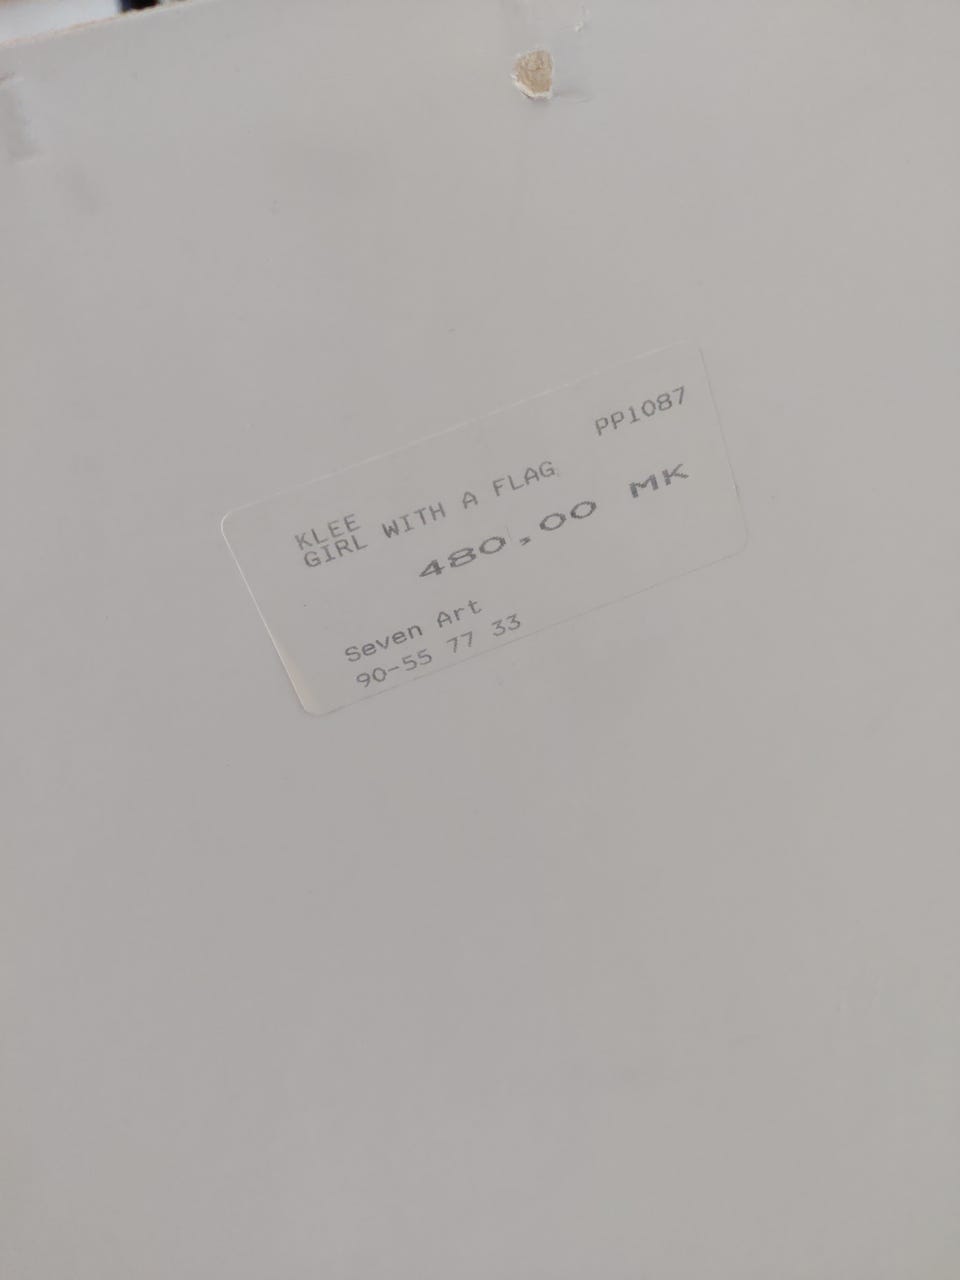 PP1087
KLEE
GIRL WITH A FLAG
480,00 MK
Seven Art
90-55 77 33